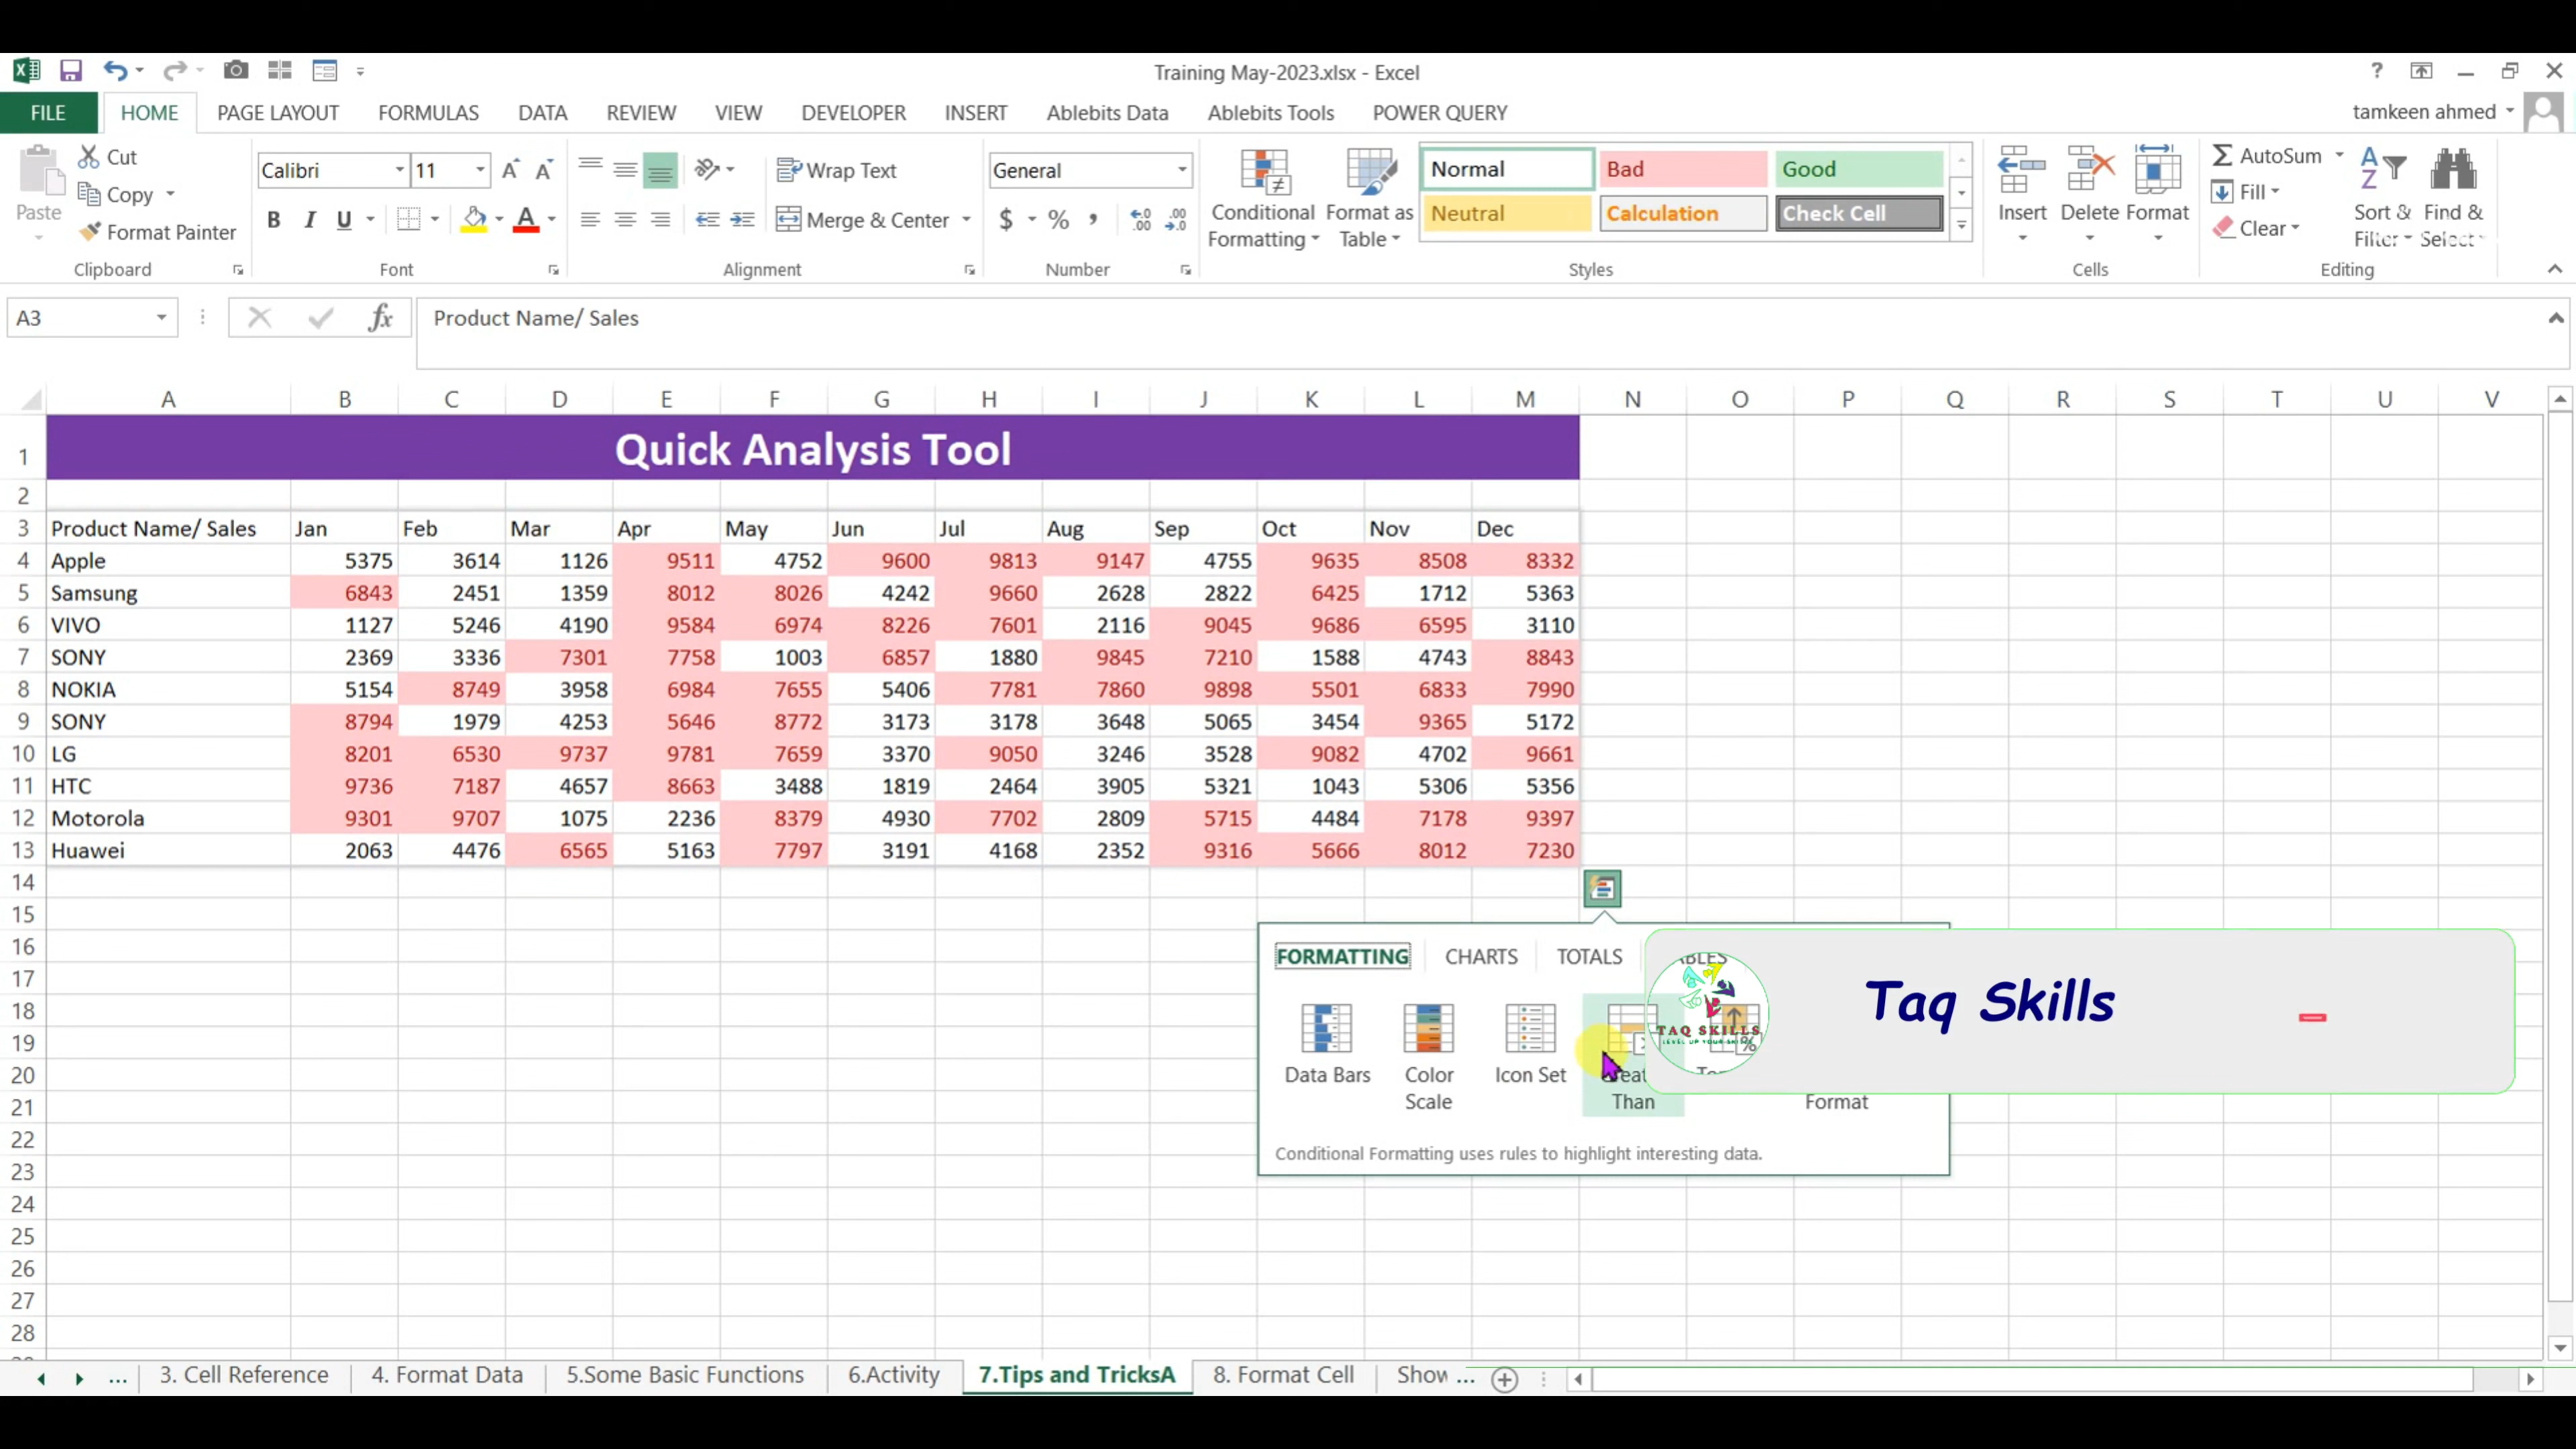 Training May-2023.xlsx - Excel
FILE HOME PAGE LAYOUT FORMULAS DATA REVIEW VIEW DEVELOPER INSERT Ablebits Data Ablebits Tools POWER QUERY tamkeen ahmed
Cut
Copy
Format Painter
Paste
Clipboard
Calibri 11
B I U
Font
Wrap Text
Merge & Center
Alignment
General
$ % ,
Number
Conditional Formatting
Format as Table
Normal Bad Good
Neutral Calculation Check Cell
Styles
Insert Delete Format
Cells
AutoSum
Fill
Clear
Sort & Filter
Find & Select
Editing
A3 fx Product Name/ Sales
A B C D E F G H I J K L M N O P Q R S T U V
1 Quick Analysis Tool
2
3 Product Name/ Sales Jan Feb Mar Apr May Jun Jul Aug Sep Oct Nov Dec
4 Apple 5375 3614 1126 9511 4752 9600 9813 9147 4755 9635 8508 8332
5 Samsung 6843 2451 1359 8012 8026 4242 9660 2628 2822 6425 1712 5363
6 VIVO 1127 5246 4190 9584 6974 8226 7601 2116 9045 9686 6595 3110
7 SONY 2369 3336 7301 7758 1003 6857 1880 9845 7210 1588 4743 8843
8 NOKIA 5154 8749 3958 6984 7655 5406 7781 7860 9898 5501 6833 7990
9 SONY 8794 1979 4253 5646 8772 3173 3178 3648 5065 3454 9365 5172
10 LG 8201 6530 9737 9781 7659 3370 9050 3246 3528 9082 4702 9661
11 HTC 9736 7187 4657 8663 3488 1819 2464 3905 5321 1043 5306 5356
12 Motorola 9301 9707 1075 2236 8379 4930 7702 2809 5715 4484 7178 9397
13 Huawei 2063 4476 6565 5163 7797 3191 4168 2352 9316 5666 8012 7230
14
15
16
17
18
19
20
21
22
23
24
25
26
27
28
FORMATTING CHARTS TOTALS
Data Bars
Color Scale
Icon Set
Than
Format
Conditional Formatting uses rules to highlight interesting data.
TAQ SKILLS
LEVEL UP YOUR SKILLS
Taq Skills
... 3. Cell Reference 4. Format Data 5.Some Basic Functions 6.Activity 7.Tips and TricksA 8. Format Cell Show ...